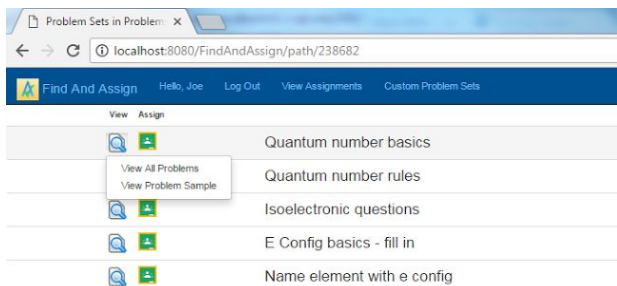 Problem Sets in Problem
localhost:8080/FindAndAssign/path/238682
Find And Assign Hello, Joe Log Out View Assignments Custom Problem Sets
View Assign
Quantum number basics
View All Problems
Quantum number rules
View Problem Sample
Isoelectronic questions
E Config basics - fill in
Name element with e config